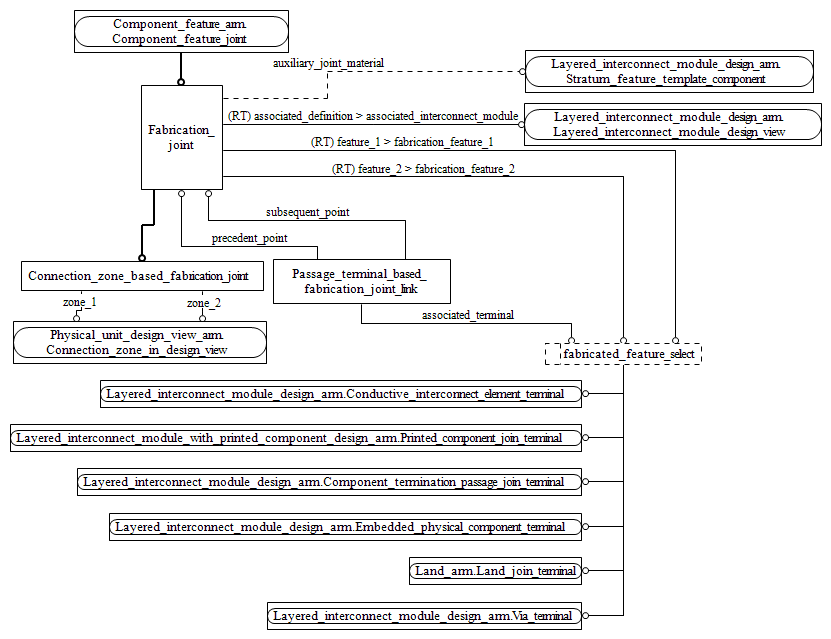 Component_feature_arm.
Component_feature_joint
auxiliary_joint_material
Layered_interconnect_module_design_arm.
Stratum_feature_template_component
(RT) associated_definition > associated_interconnect_module
Layered_interconnect_module_design_arm.
Layered_interconnect_module_design_view
Fabrication_
joint
(RT) feature_1 > fabrication_feature_1
(RT) feature_2 > fabrication_feature_2
subsequent_point
precedent_point
Connection_zone_based_fabrication_joint
Passage_terminal_based_
fabrication_joint_link
zone_1
zone_2
associated_terminal
Physical_unit_design_view_arm.
Connection_zone_in_design_view
fabricated_feature_select
Layered_interconnect_module_design_arm.Conductive_interconnect_element_terminal
Layered_interconnect_module_with_printed_component_design_arm.Printed_component_join_terminal
Layered_interconnect_module_design_arm.Component_termination_passage_join_terminal
Layered_interconnect_module_design_arm.Embedded_physical_component_terminal
Land_arm.Land_join_terminal
Layered_interconnect_module_design_arm.Via_terminal